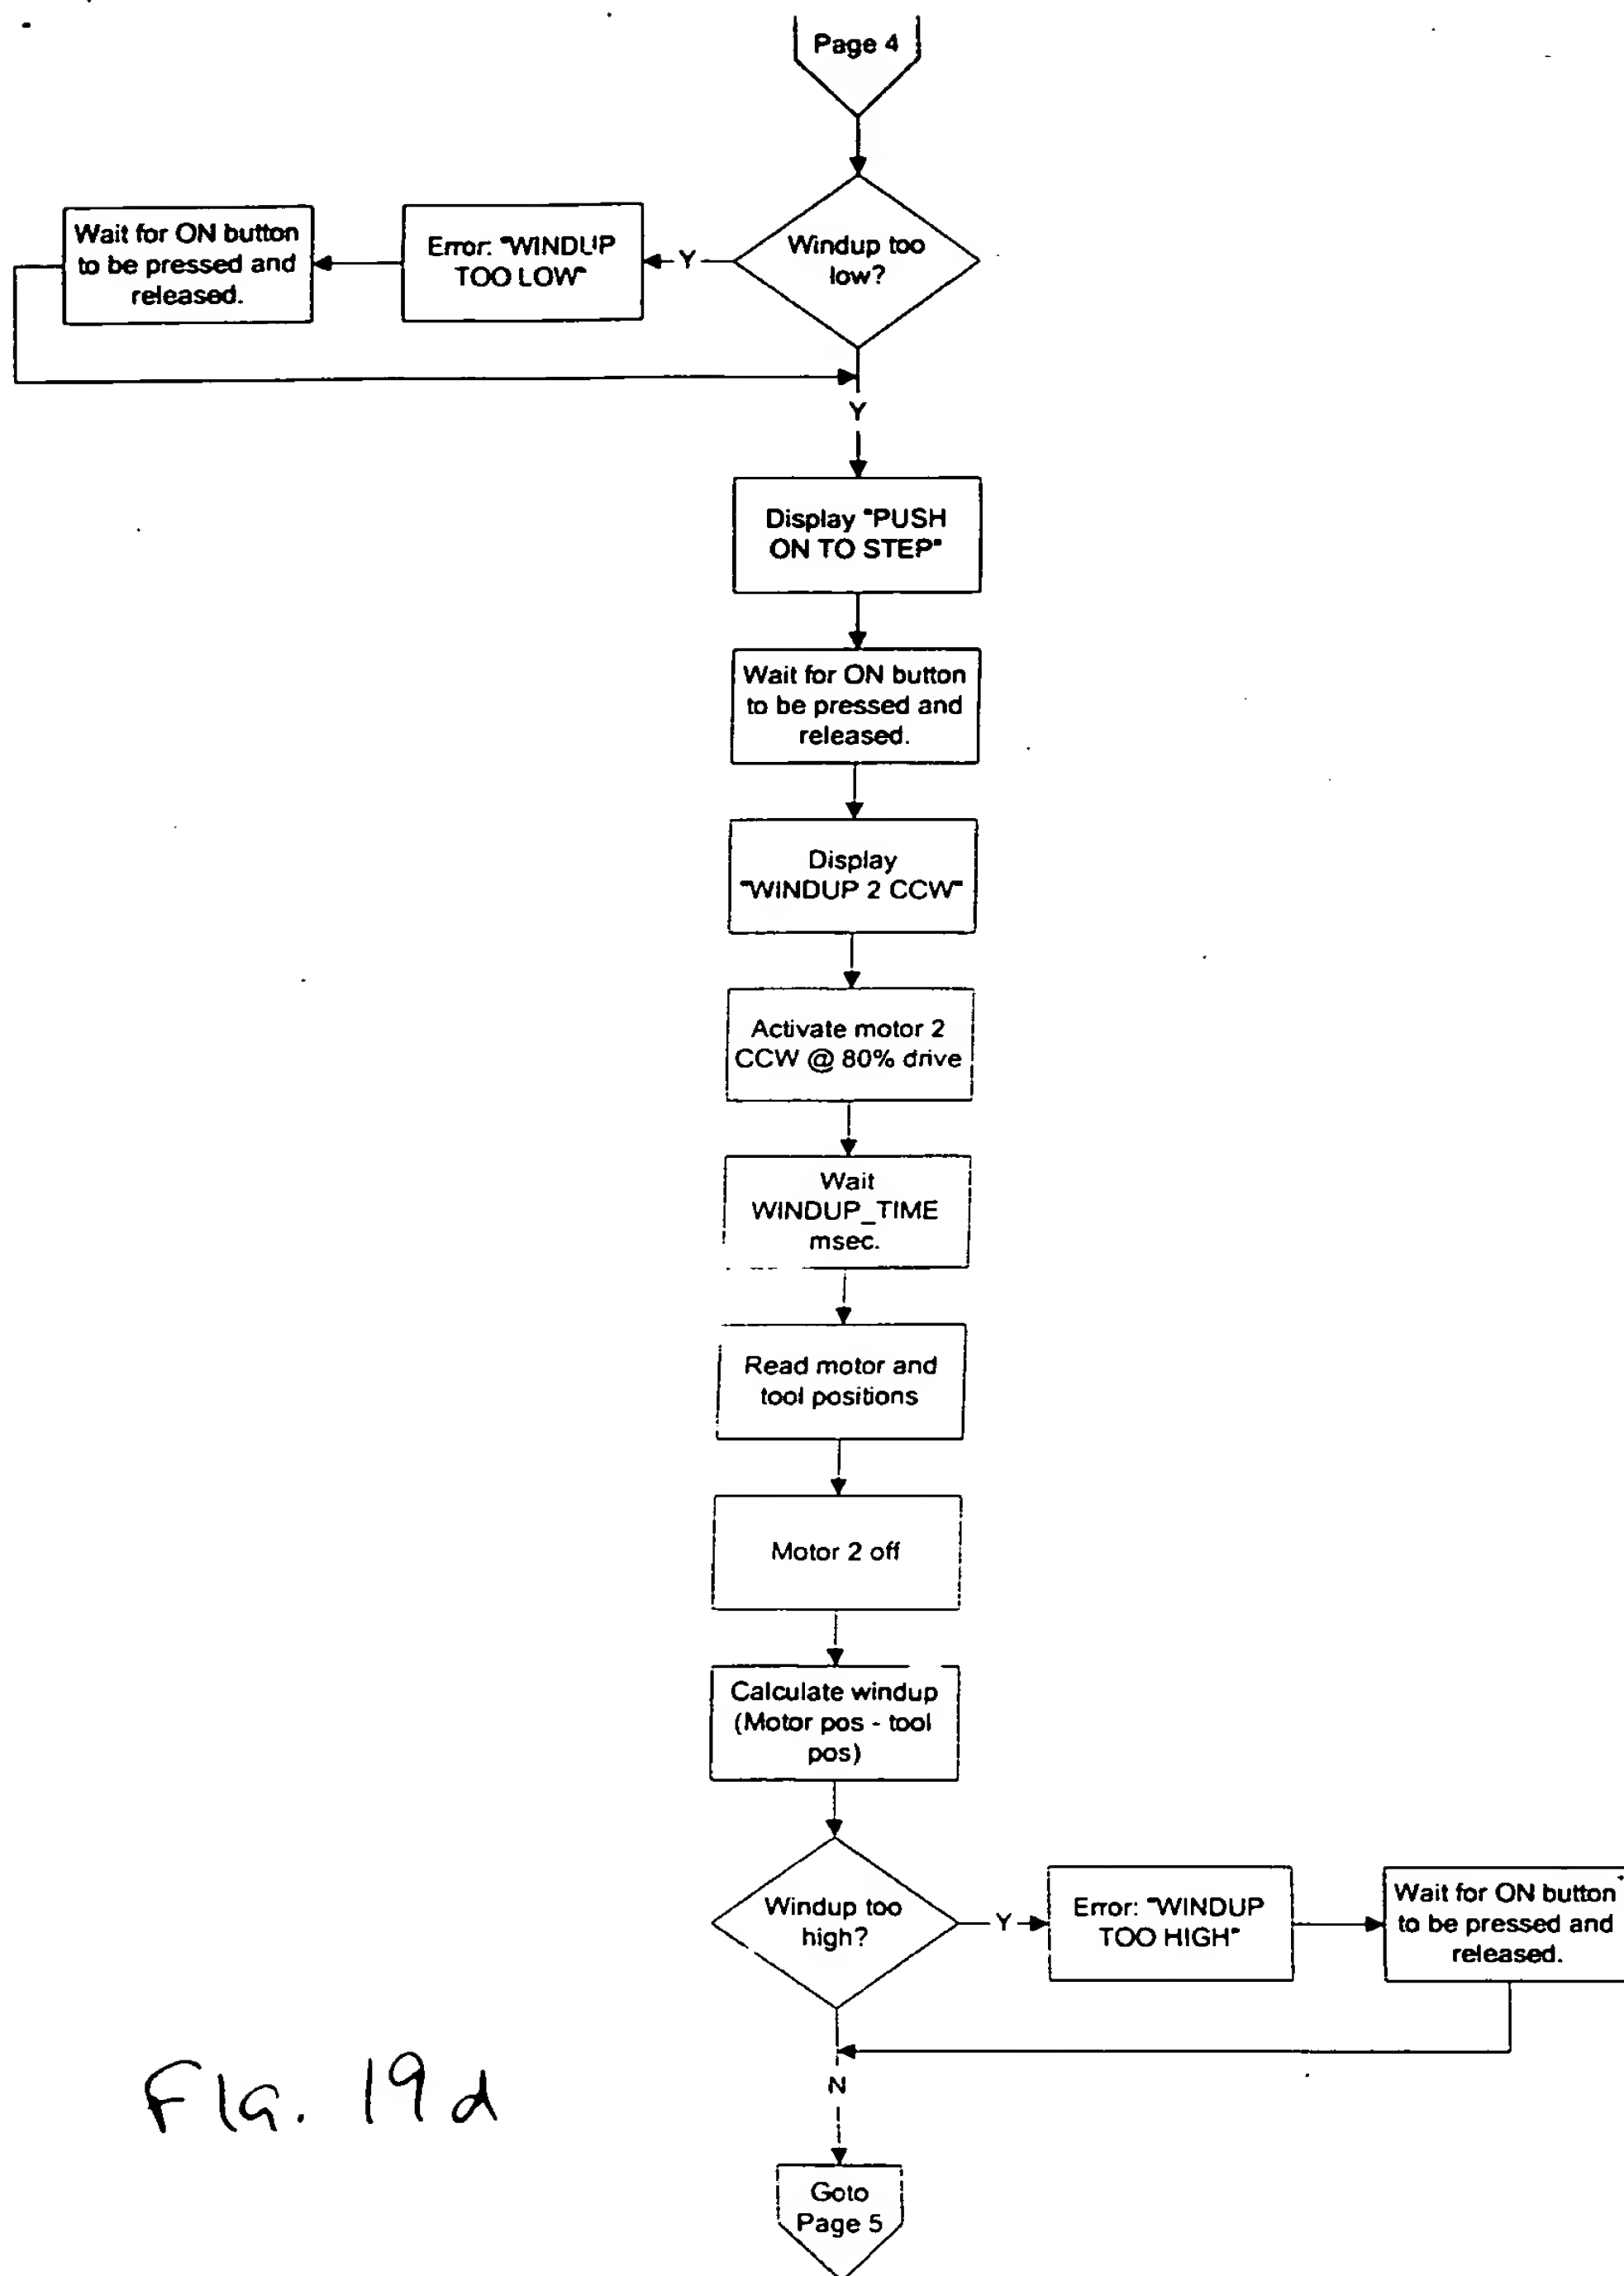 Page 4
Windup too
low?
Y
Error: "WINDUP
TOO LOW"
Wait for ON button
to be pressed and
released.
Y
Display "PUSH
ON TO STEP"
Wait for ON button
to be pressed and
released.
Display
"WINDUP 2 CCW"
Activate motor 2
CCW @ 80% drive
Wait
WINDUP_TIME
msec.
Read motor and
tool positions
Motor 2 off
Calculate windup
(Motor pos - tool
pos)
Windup too
high?
Y
Error: "WINDUP
TOO HIGH"
Wait for ON button
to be pressed and
released.
N
Goto
Page 5
FIG. 19d